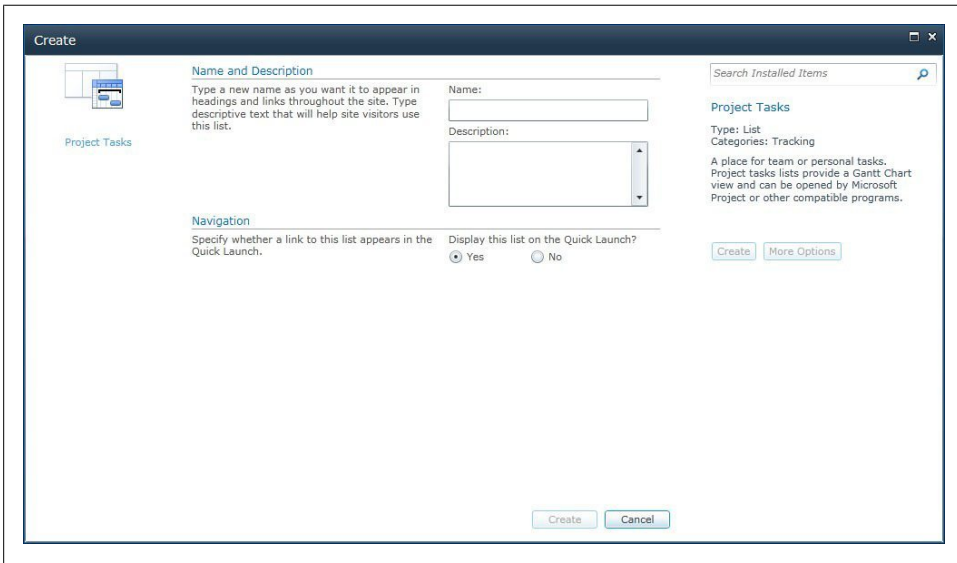 Create
Project Tasks
Name and Description
Type a new name as you want it to appear in
headings and links throughout the site. Type
descriptive text that will help site visitors use
this list.
Name:
Description:
Navigation
Specify whether a link to this list appears in the
Quick Launch.
Display this list on the Quick Launch?
Yes
No
Create
Cancel
Search Installed Items
Project Tasks
Type: List
Categories: Tracking
A place for team or personal tasks.
Project tasks lists provide a Gantt Chart
view and can be opened by Microsoft
Project or other compatible programs.
Create
More Options